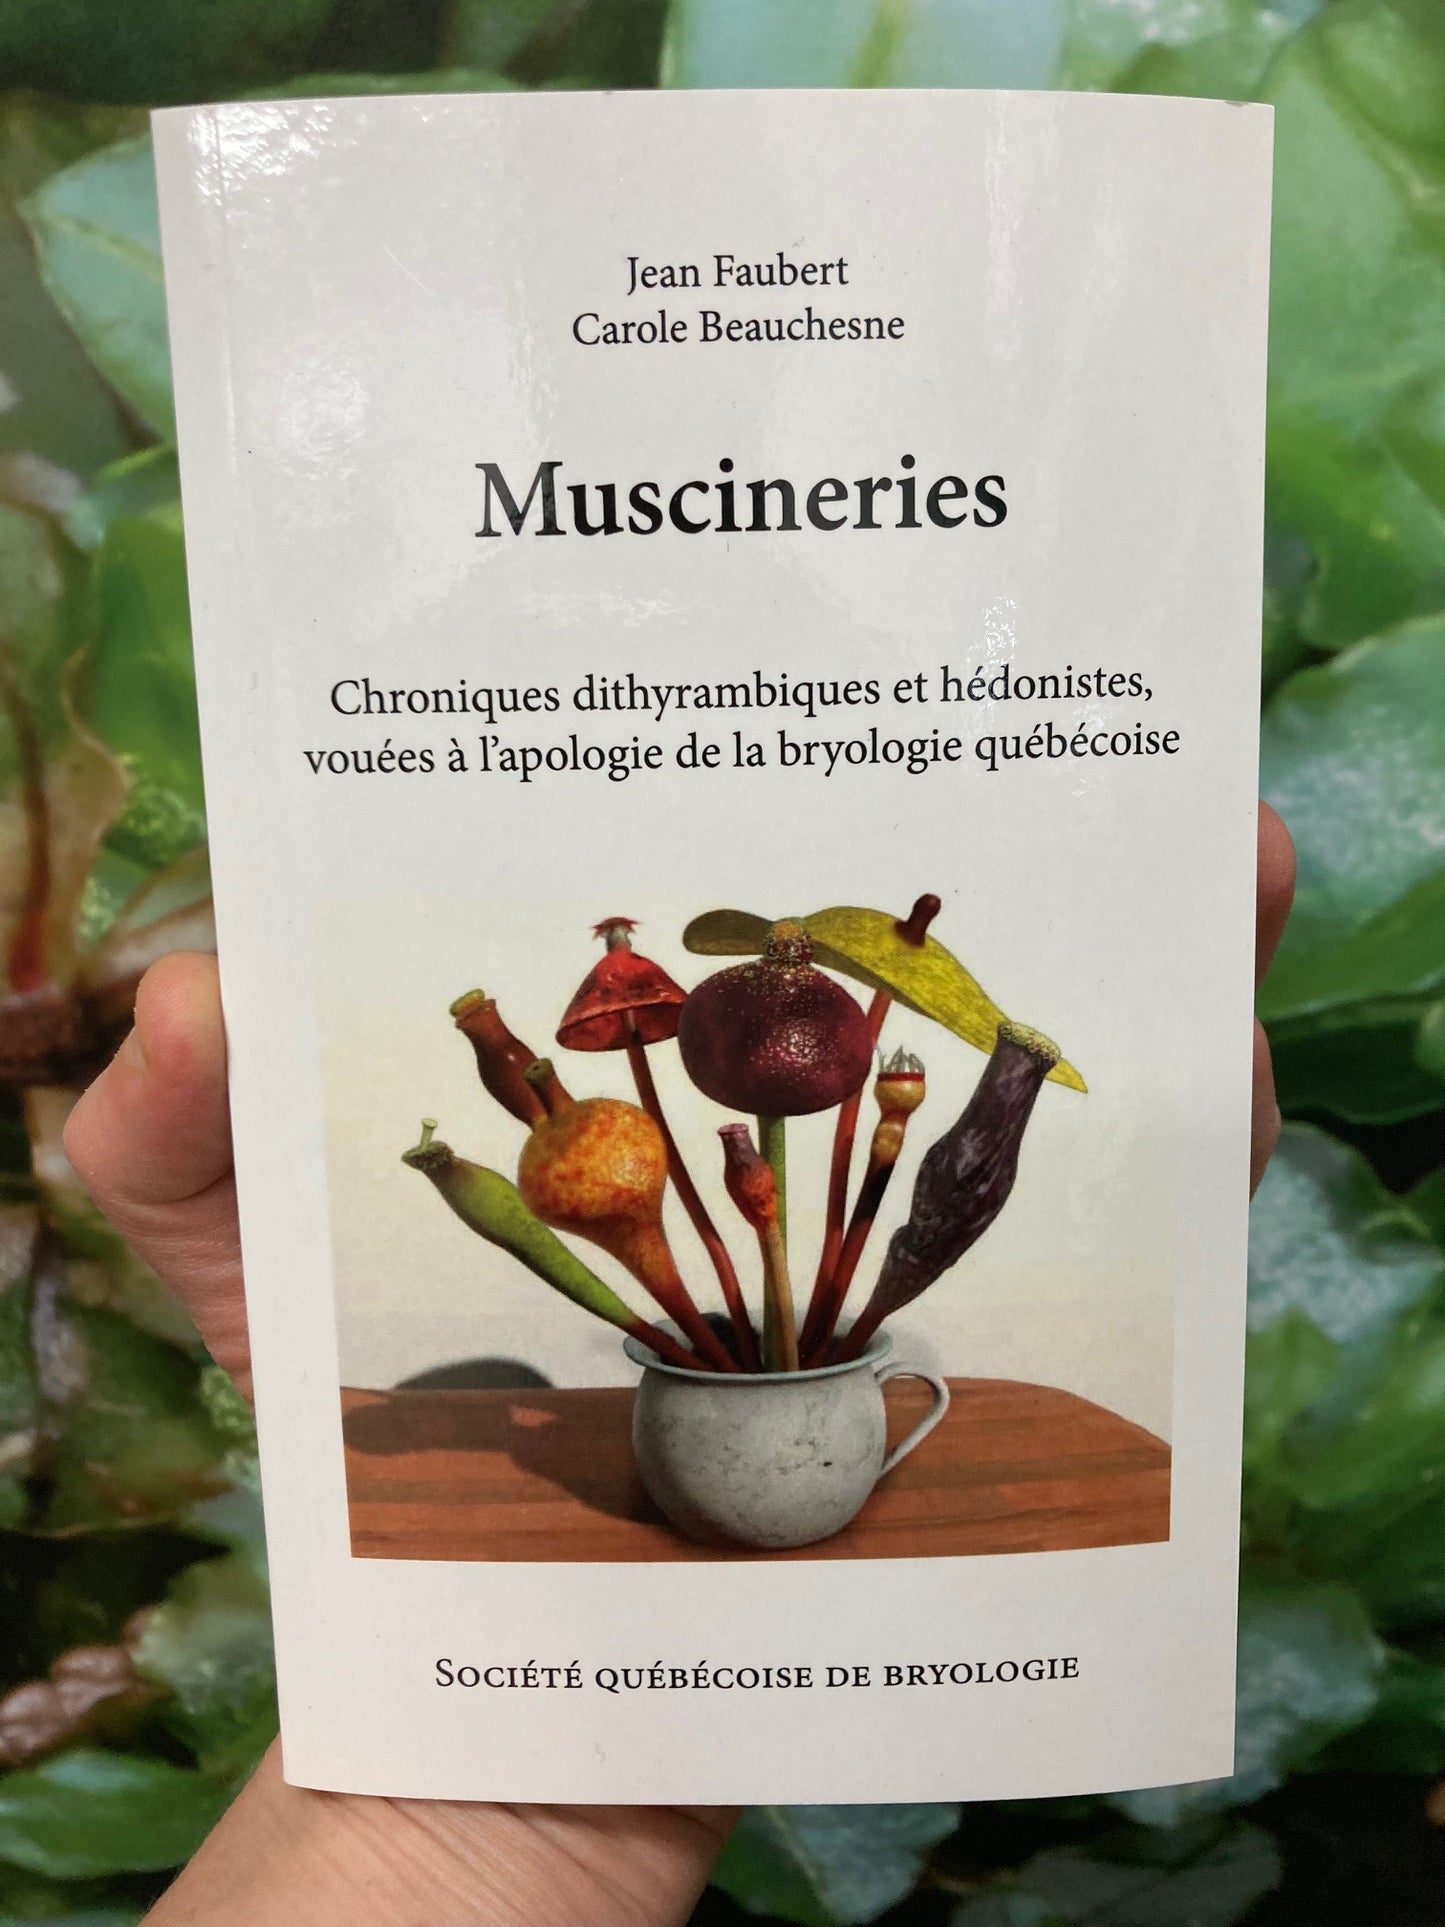 Jean Faubert
Carole Beauchesne
Muscineries
Chroniques dithyrambiques et hédonistes,
vouées à l'apologie de la bryologie québécoise
Société québécoise de bryologie